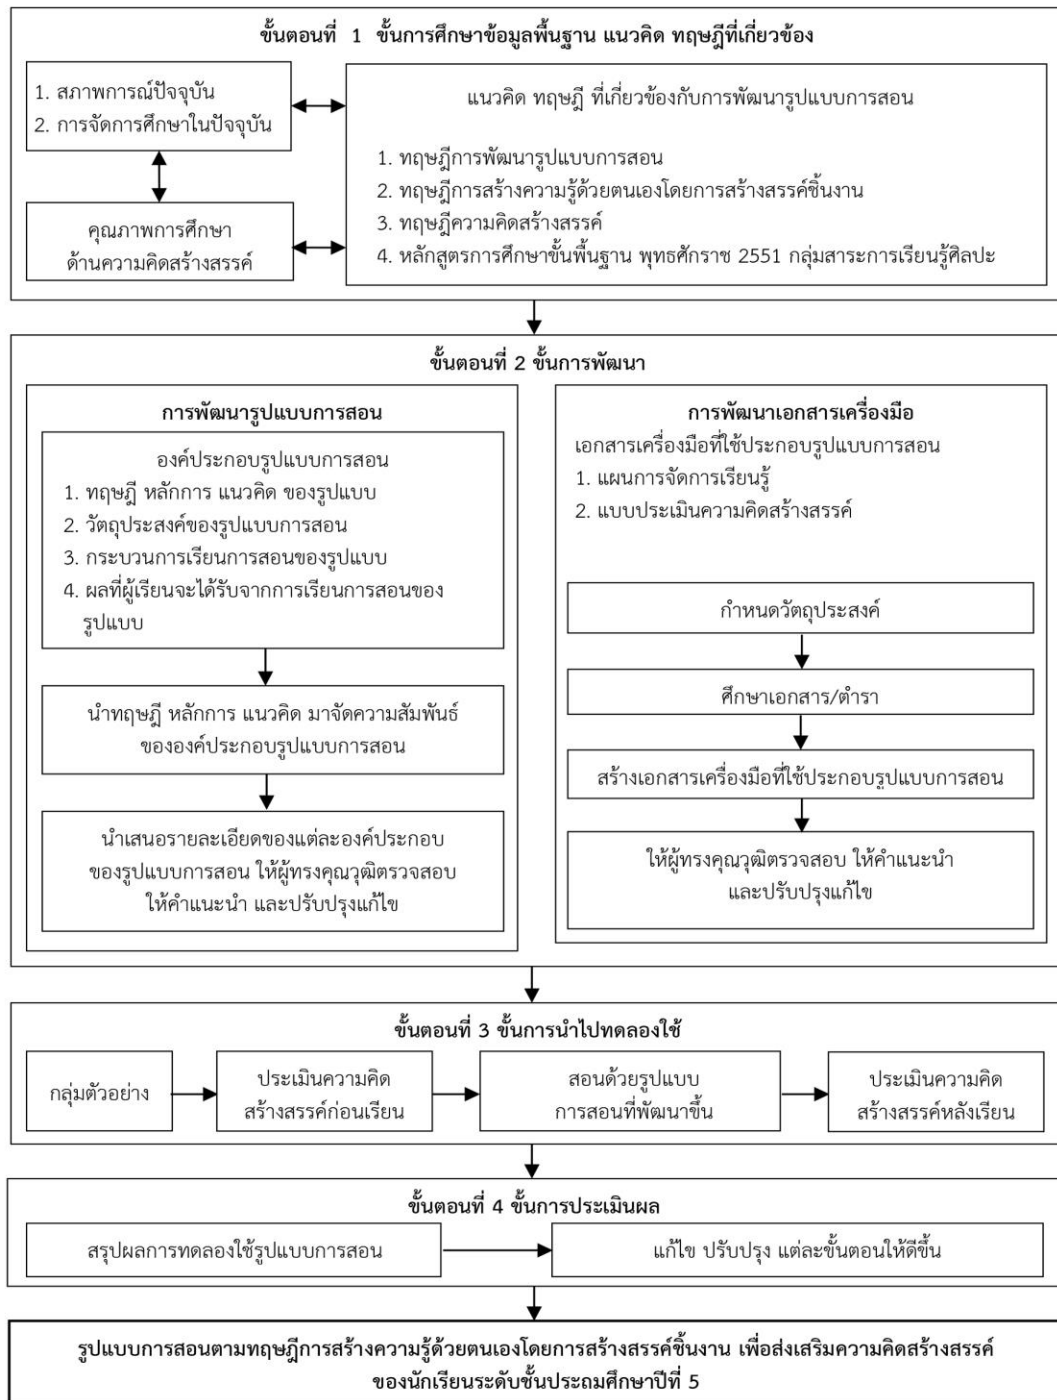 ขั้นตอนที่  1  ขั้นการศึกษาข้อมูลพื้นฐาน แนวคิด ทฤษฎีที่เกี่ยวข้อง
1. สภาพการณ์ปัจจุบัน
2. การจัดการศึกษาในปัจจุบัน
คุณภาพการศึกษา
ด้านความคิดสร้างสรรค์
แนวคิด ทฤษฎี ที่เกี่ยวข้องกับการพัฒนารูปแบบการสอน
1. ทฤษฎีการพัฒนารูปแบบการสอน
2. ทฤษฎีการสร้างความรู้ด้วยตนเองโดยการสร้างสรรค์ชิ้นงาน
3. ทฤษฎีความคิดสร้างสรรค์
4. หลักสูตรการศึกษาขั้นพื้นฐาน พุทธศักราช 2551 กลุ่มสาระการเรียนรู้ศิลปะ
ขั้นตอนที่ 2 ขั้นการพัฒนา
การพัฒนารูปแบบการสอน
องค์ประกอบรูปแบบการสอน
1. ทฤษฎี หลักการ แนวคิด ของรูปแบบ
2. วัตถุประสงค์ของรูปแบบการสอน
3. กระบวนการเรียนการสอนของรูปแบบ
4. ผลที่ผู้เรียนจะได้รับจากการเรียนการสอนของ
รูปแบบ
นำทฤษฎี หลักการ แนวคิด มาจัดความสัมพันธ์
ขององค์ประกอบรูปแบบการสอน
นำเสนอรายละเอียดของแต่ละองค์ประกอบ
ของรูปแบบการสอน ให้ผู้ทรงคุณวุฒิตรวจสอบ
ให้คำแนะนำ และปรับปรุงแก้ไข
การพัฒนาเอกสารเครื่องมือ
เอกสารเครื่องมือที่ใช้ประกอบรูปแบบการสอน
1. แผนการจัดการเรียนรู้
2. แบบประเมินความคิดสร้างสรรค์
กำหนดวัตถุประสงค์
ศึกษาเอกสาร/ตำรา
สร้างเอกสารเครื่องมือที่ใช้ประกอบรูปแบบการสอน
ให้ผู้ทรงคุณวุฒิตรวจสอบ ให้คำแนะนำ
และปรับปรุงแก้ไข
ขั้นตอนที่ 3 ขั้นการนำไปทดลองใช้
กลุ่มตัวอย่าง
ประเมินความคิด
สร้างสรรค์ก่อนเรียน
สอนด้วยรูปแบบ
การสอนที่พัฒนาขึ้น
ประเมินความคิด
สร้างสรรค์หลังเรียน
ขั้นตอนที่ 4 ขั้นการประเมินผล
สรุปผลการทดลองใช้รูปแบบการสอน
แก้ไข ปรับปรุง แต่ละขั้นตอนให้ดีขึ้น
รูปแบบการสอนตามทฤษฎีการสร้างความรู้ด้วยตนเองโดยการสร้างสรรค์ชิ้นงาน เพื่อส่งเสริมความคิดสร้างสรรค์
ของนักเรียนระดับชั้นประถมศึกษาปีที่ 5